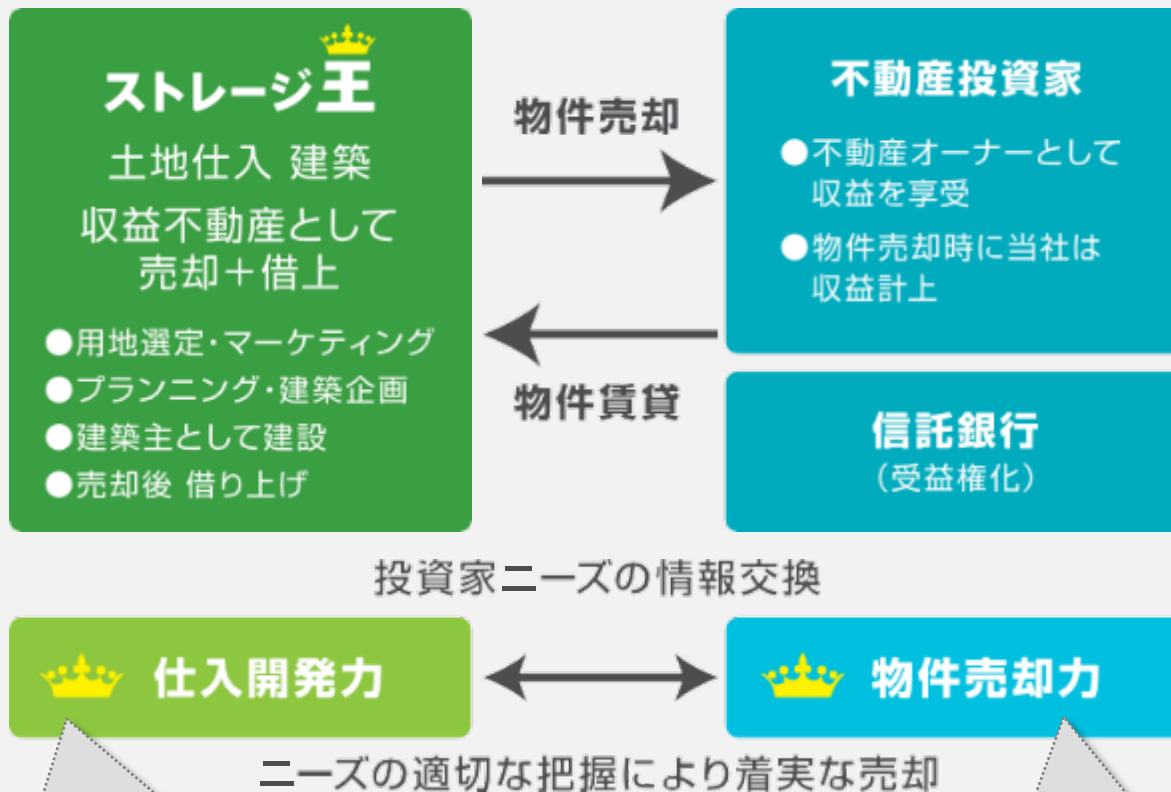 ストレージ王
土地仕入 建築
収益不動産として
売却＋借上
●用地選定・マーケティング
●プランニング・建築企画
●建築主として建設
●売却後 借り上げ
物件売却
物件賃貸
不動産投資家
●不動産オーナーとして
収益を享受
●物件売却時に当社は
収益計上
信託銀行
（受益権化）
投資家ニーズの情報交換
仕入開発力
物件売却力
ニーズの適切な把握により着実な売却